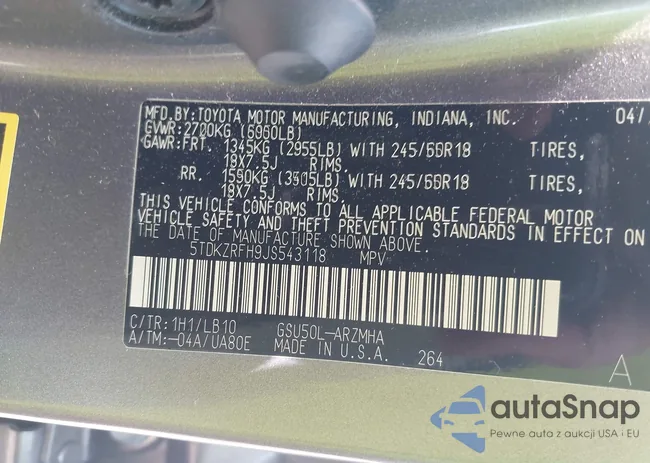 MFD.BY: TOYOTA MOTOR MANUFACTURING, INDIANA, INC. 04/
GVWR: 2700KG (6960LB)
GAWR: FRT. 1345KG (2955LB) WITH 245/60R18 TIRES,
18X7.5J RIMS.
RR. 1590KG (3505LB) WITH 245/60R18 TIRES,
18X7.5J RIMS.
THIS VEHICLE CONFORMS TO ALL APPLICABLE FEDERAL MOTOR
VEHICLE SAFETY AND THEFT PREVENTION STANDARDS IN EFFECT ON
THE DATE OF MANUFACTURE SHOWN ABOVE.
5TDKZRFH9JS543118 MPV
C/TR: 1H1/LB10 GSU50L-ARZMHA
A/TM: -04A/UA80E MADE IN U.S.A. 264
A
autaSnap
Pewne auta z aukcji USA i EU